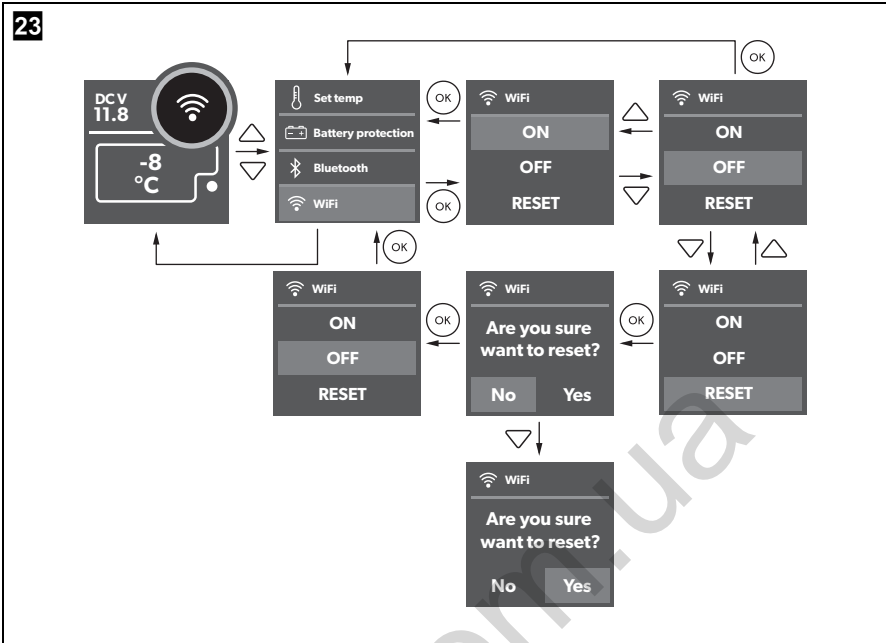 23
OK
DC V
11.8
-8
°C
Set temp
Battery protection
Bluetooth
WiFi
OK
OK
WiFi
ON
OFF
RESET
WiFi
ON
OFF
RESET
OK
WiFi
ON
OFF
RESET
OK
WiFi
Are you sure
want to reset?
No Yes
OK
WiFi
ON
OFF
RESET
WiFi
Are you sure
want to reset?
No Yes
om.ua